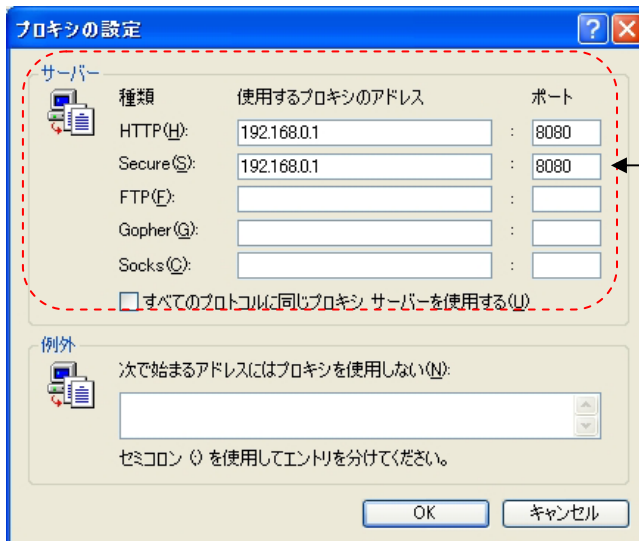 プロキシの設定
サーバー
種類 使用するプロキシのアドレス ポート
HTTP(H): 192.168.0.1 : 8080
Secure(S): 192.168.0.1 : 8080
FTP(F): :
Gopher(G): :
Socks(C): :
すべてのプロトコルに同じプロキシ サーバーを使用する(U)
例外
次で始まるアドレスにはプロキシを使用しない(N):
セミコロン (;) を使用してエントリを分けてください。
OK キャンセル